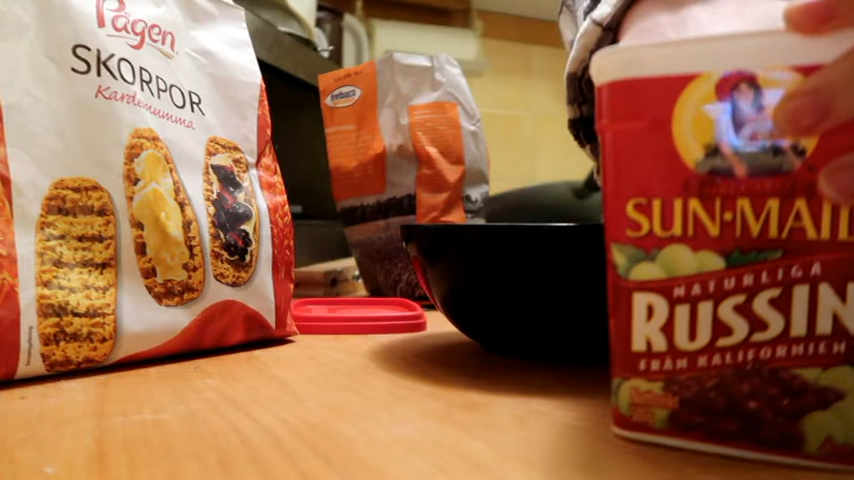 Pågen
SKORPOR
Kardemumma
SUN-MAID
NATURLIGA
RUSSIN
FRÅN KALIFORNIEN